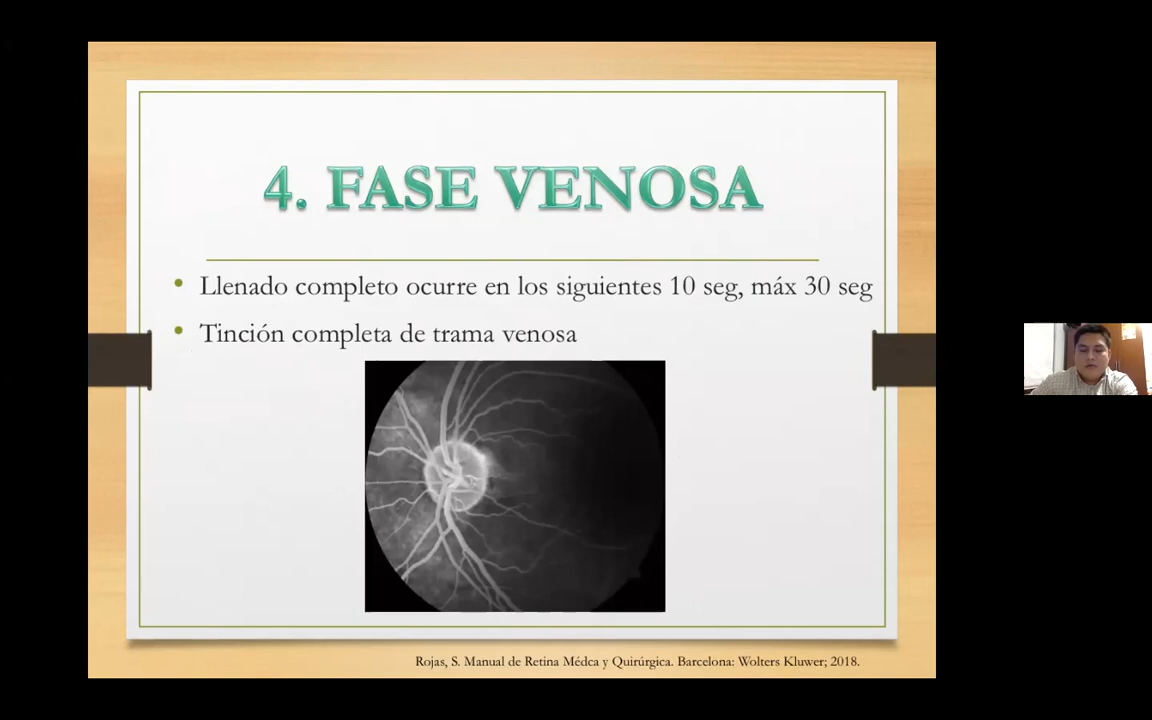 4. FASE VENOSA
• Llenado completo ocurre en los siguientes 10 seg, máx 30 seg
• Tinción completa de trama venosa
Rojas, S. Manual de Retina Médca y Quirúrgica. Barcelona: Wolters Kluwer; 2018.